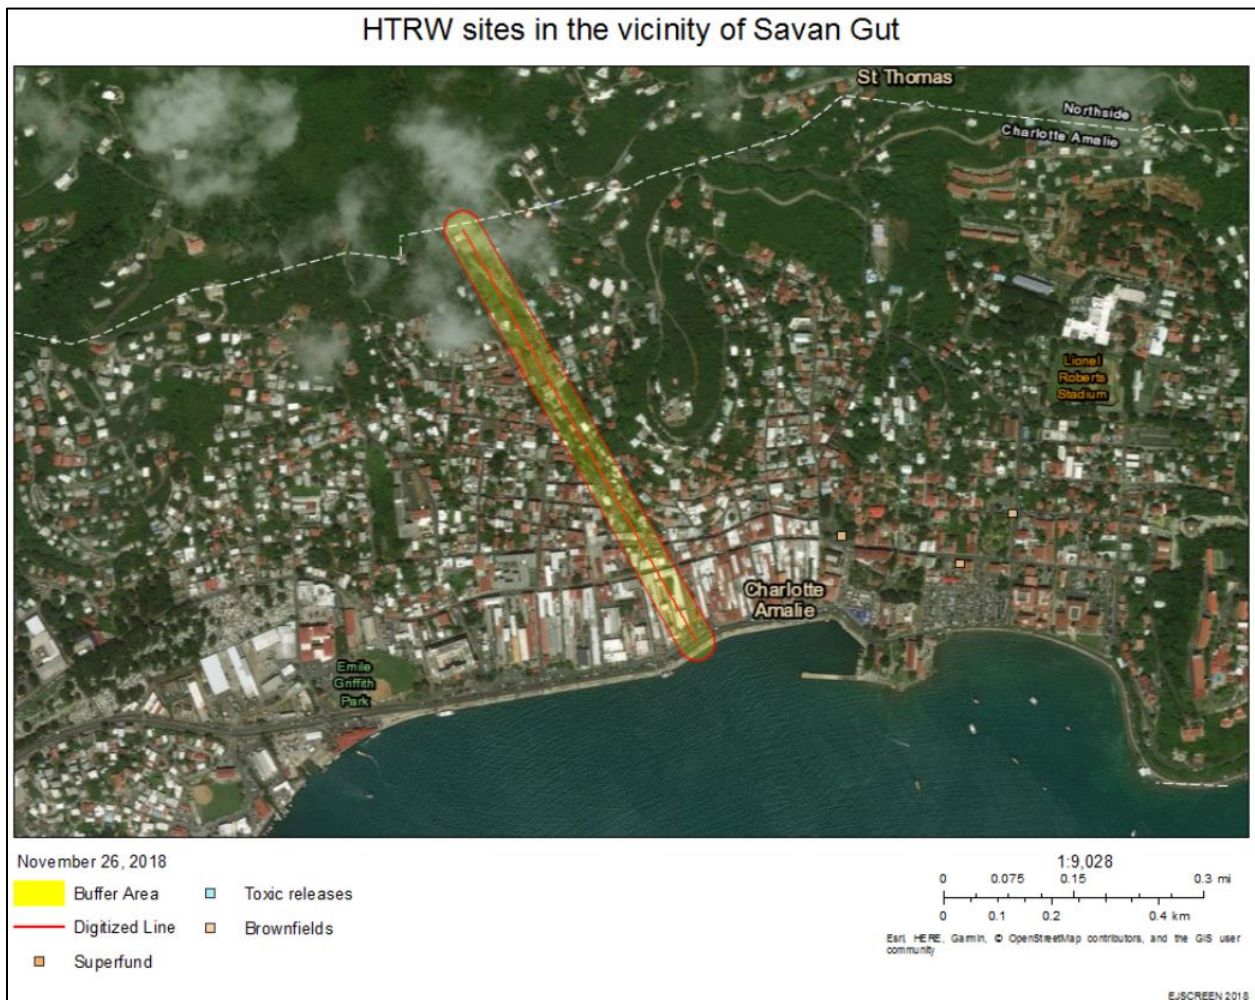 HTRW sites in the vicinity of Savan Gut
St Thomas
Northside
Charlotte Amalie
Lionel
Roberts
Stadium
Charlotte
Amalie
Emile
Griffith
Park
November 26, 2018
Buffer Area
Digitized Line
Superfund
Toxic releases
Brownfields
1:9,028
0 0.075 0.15 0.3 mi
0 0.1 0.2 0.4 km
Esri, HERE, Garmin, © OpenStreetMap contributors, and the GIS user
community
EJSCREEN 2018